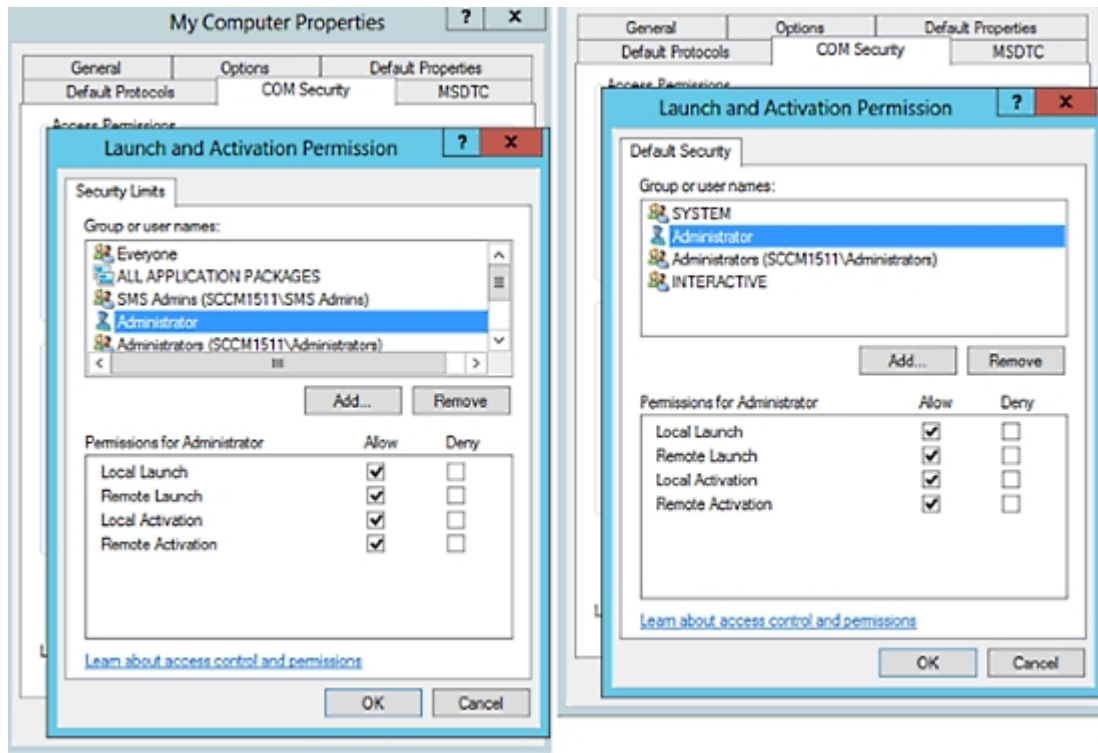 My Computer Properties ? x
General Options Default Properties
Default Protocols COM Security MSDTC
Access Permissions
Launch and Activation Permission ? x
Security Limits
Group or user names:
Everyone
ALL APPLICATION PACKAGES
SMS Admins (SCCM1511\SMS Admins)
Administrator
Administrators (SCCM1511\Administrators)
Add... Remove
Permissions for Administrator Allow Deny
Local Launch
Remote Launch
Local Activation
Remote Activation
Learn about access control and permissions
OK Cancel
General Options Default Properties
Default Protocols COM Security MSDTC
Access Permissions
Launch and Activation Permission ? x
Default Security
Group or user names:
SYSTEM
Administrator
Administrators (SCCM1511\Administrators)
INTERACTIVE
Add... Remove
Permissions for Administrator Allow Deny
Local Launch
Remote Launch
Local Activation
Remote Activation
Learn about access control and permissions
OK Cancel